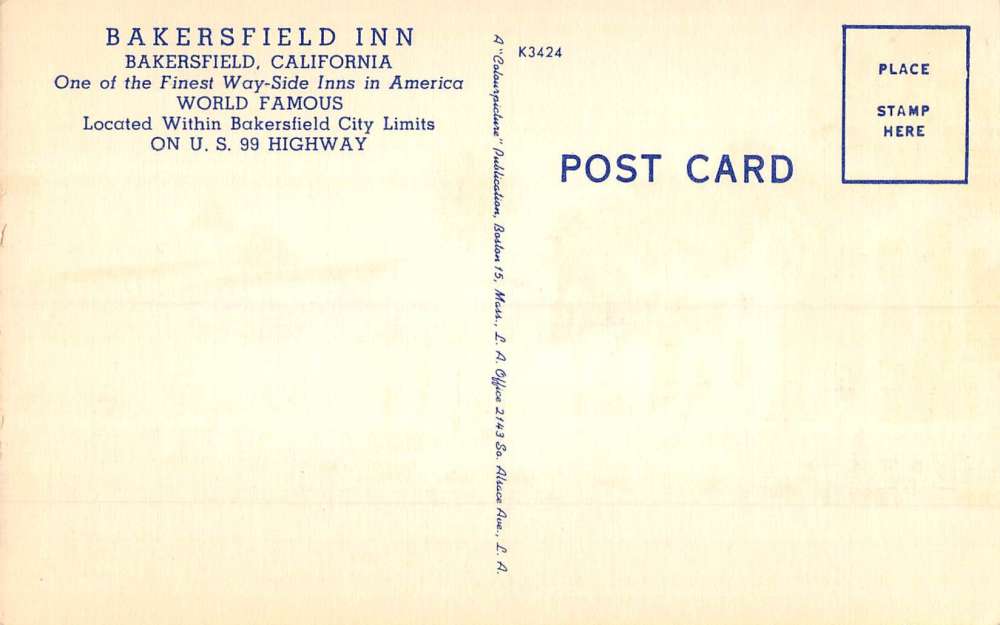 BAKERSFIELD INN
BAKERSFIELD, CALIFORNIA
One of the Finest Way-Side Inns in America
WORLD FAMOUS
Located Within Bakersfield City Limits
ON U. S. 99 HIGHWAY
A "Colourpicture" Publication, Boston 15, Mass., L. A. Office 2143 So. Alsace Ave., L. A.
K3424
POST CARD
PLACE
STAMP
HERE